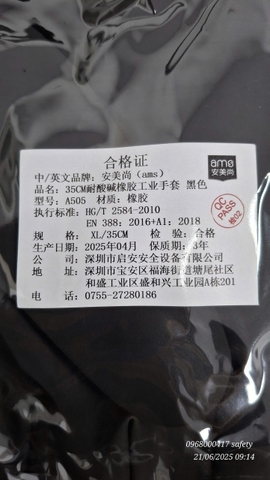 合格证
ams
安美尚
中/英文品牌：安美尚（ams）
品名：35CM耐酸碱橡胶工业手套 黑色
型号：A505 材质：橡胶
QC
PASS
检02
执行标准：HG/T 2584-2010
EN 388：2016+A1：2018
规 格：XL/35CM 检 验：合格
生产日期：2025年04月 保质期：3年
公 司：深圳市启安安全设备有限公司
地 址：深圳市宝安区福海街道塘尾社区
和盛工业区盛和兴工业园A栋201
电 话：0755-27280186
0968000417 safety
21/06/2025 09:14